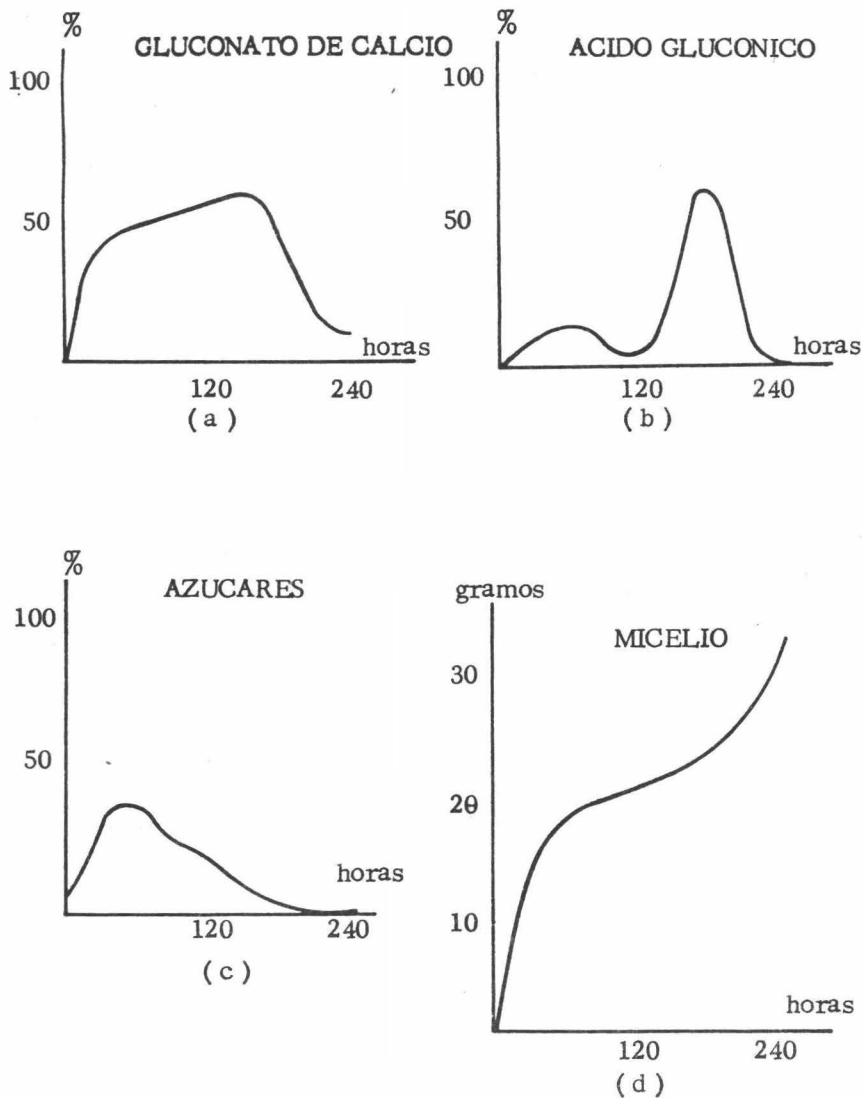 %
GLUCONATO DE CALCIO
100
50
horas
120 240
(a)
%
ACIDO GLUCONICO
100
50
horas
120 240
(b)
%
AZUCARES
100
50
horas
120 240
(c)
gramos
MICELIO
30
20
10
horas
120 240
(d)